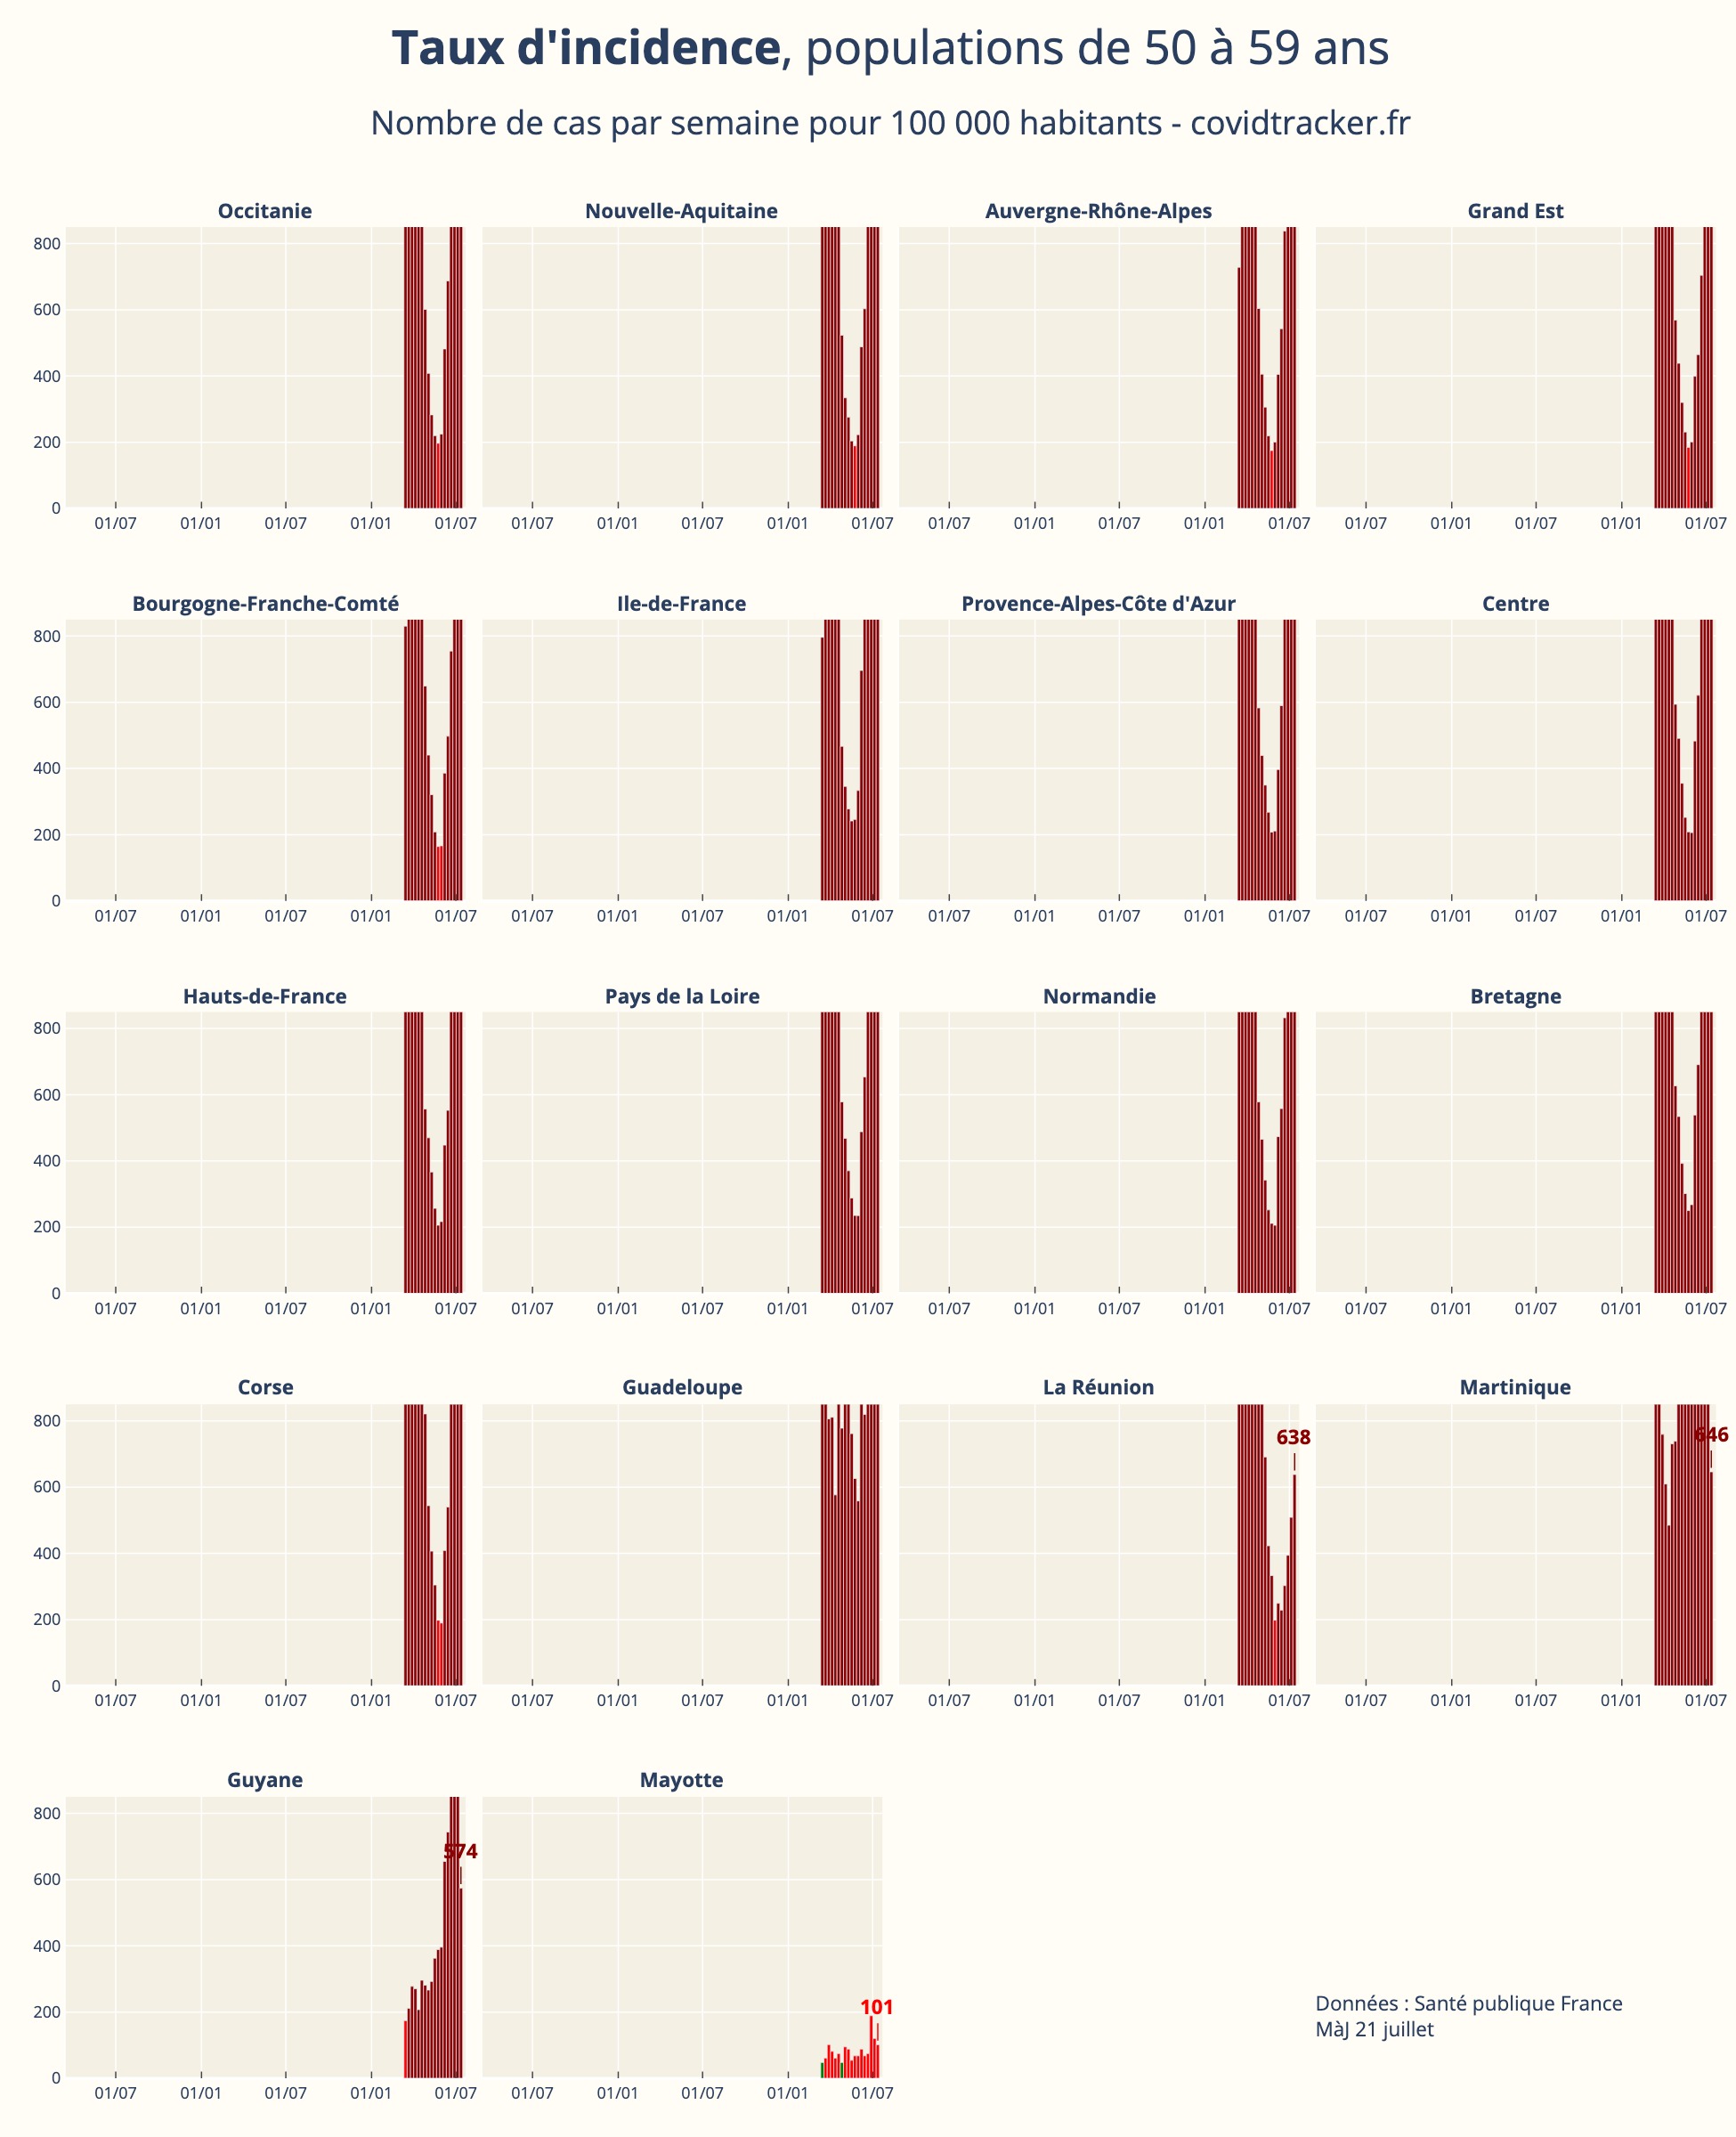 Taux d'incidence, populations de 50 à 59 ans
Nombre de cas par semaine pour 100 000 habitants - covidtracker.fr
Occitanie
Nouvelle-Aquitaine
Auvergne-Rhône-Alpes
Grand Est
800
600
400
200
0
01/07 01/01 01/07 01/01 01/07
01/07 01/01 01/07 01/01 01/07
01/07 01/01 01/07 01/01 01/07
01/07 01/01 01/07 01/01 01/07
Bourgogne-Franche-Comté
Ile-de-France
Provence-Alpes-Côte d'Azur
Centre
800
600
400
200
0
01/07 01/01 01/07 01/01 01/07
01/07 01/01 01/07 01/01 01/07
01/07 01/01 01/07 01/01 01/07
01/07 01/01 01/07 01/01 01/07
Hauts-de-France
Pays de la Loire
Normandie
Bretagne
800
600
400
200
0
01/07 01/01 01/07 01/01 01/07
01/07 01/01 01/07 01/01 01/07
01/07 01/01 01/07 01/01 01/07
01/07 01/01 01/07 01/01 01/07
Corse
Guadeloupe
La Réunion
Martinique
800
638
646
600
400
200
0
01/07 01/01 01/07 01/01 01/07
01/07 01/01 01/07 01/01 01/07
01/07 01/01 01/07 01/01 01/07
01/07 01/01 01/07 01/01 01/07
Guyane
Mayotte
800
574
600
400
200
101
0
01/07 01/01 01/07 01/01 01/07
01/07 01/01 01/07 01/01 01/07
Données : Santé publique France
MàJ 21 juillet